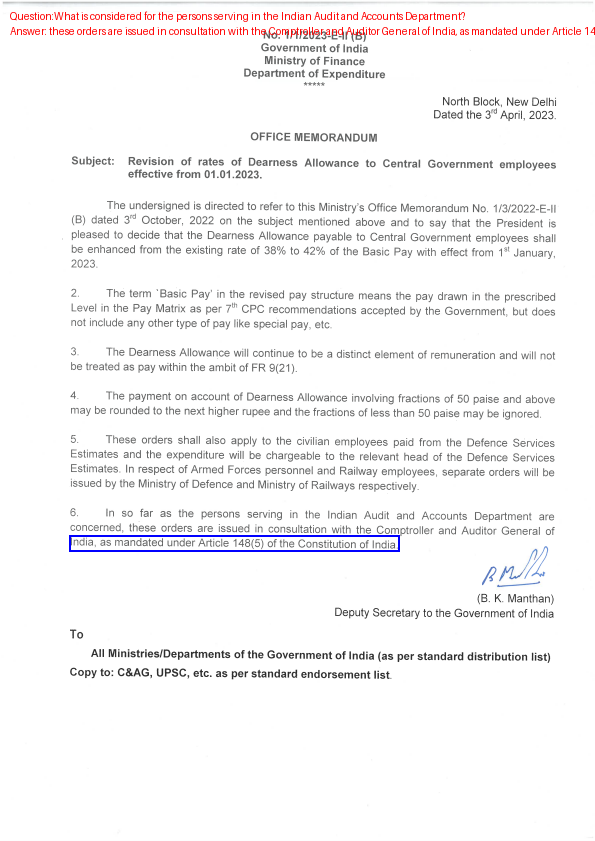 Question:What is considered for the persons serving in the Indian Audit and Accounts Department?
Answer: these orders are issued in consultation with the Comptroller and Auditor General of India, as mandated under Article 14
No. 1/1/2023-E-II (B)
Government of India
Ministry of Finance
Department of Expenditure
*****
North Block, New Delhi
Dated the 3rd April, 2023.
OFFICE MEMORANDUM
Subject: Revision of rates of Dearness Allowance to Central Government employees
effective from 01.01.2023.
The undersigned is directed to refer to this Ministry's Office Memorandum No. 1/3/2022-E-II
(B) dated 3rd October, 2022 on the subject mentioned above and to say that the President is
pleased to decide that the Dearness Allowance payable to Central Government employees shall
be enhanced from the existing rate of 38% to 42% of the Basic Pay with effect from 1st January,
2023.
2. The term `Basic Pay' in the revised pay structure means the pay drawn in the prescribed
Level in the Pay Matrix as per 7th CPC recommendations accepted by the Government, but does
not include any other type of pay like special pay, etc.
3. The Dearness Allowance will continue to be a distinct element of remuneration and will not
be treated as pay within the ambit of FR 9(21).
4. The payment on account of Dearness Allowance involving fractions of 50 paise and above
may be rounded to the next higher rupee and the fractions of less than 50 paise may be ignored.
5. These orders shall also apply to the civilian employees paid from the Defence Services
Estimates and the expenditure will be chargeable to the relevant head of the Defence Services
Estimates. In respect of Armed Forces personnel and Railway employees, separate orders will be
issued by the Ministry of Defence and Ministry of Railways respectively.
6. In so far as the persons serving in the Indian Audit and Accounts Department are
concerned, these orders are issued in consultation with the Comptroller and Auditor General of
India, as mandated under Article 148(5) of the Constitution of India.
(B. K. Manthan)
Deputy Secretary to the Government of India
To
All Ministries/Departments of the Government of India (as per standard distribution list)
Copy to: C&AG, UPSC, etc. as per standard endorsement list.